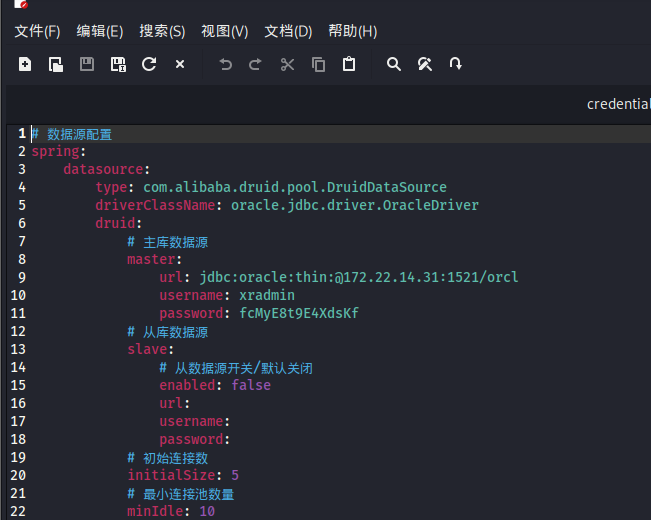 文件(F) 编辑(E) 搜索(S) 视图(V) 文档(D) 帮助(H)
credential
1 # 数据源配置
2 spring:
3 datasource:
4 type: com.alibaba.druid.pool.DruidDataSource
5 driverClassName: oracle.jdbc.driver.OracleDriver
6 druid:
7 # 主库数据源
8 master:
9 url: jdbc:oracle:thin:@172.22.14.31:1521/orcl
10 username: xradmin
11 password: fcMyE8t9E4XdsKf
12 # 从库数据源
13 slave:
14 # 从数据源开关/默认关闭
15 enabled: false
16 url:
17 username:
18 password:
19 # 初始连接数
20 initialSize: 5
21 # 最小连接池数量
22 minIdle: 10